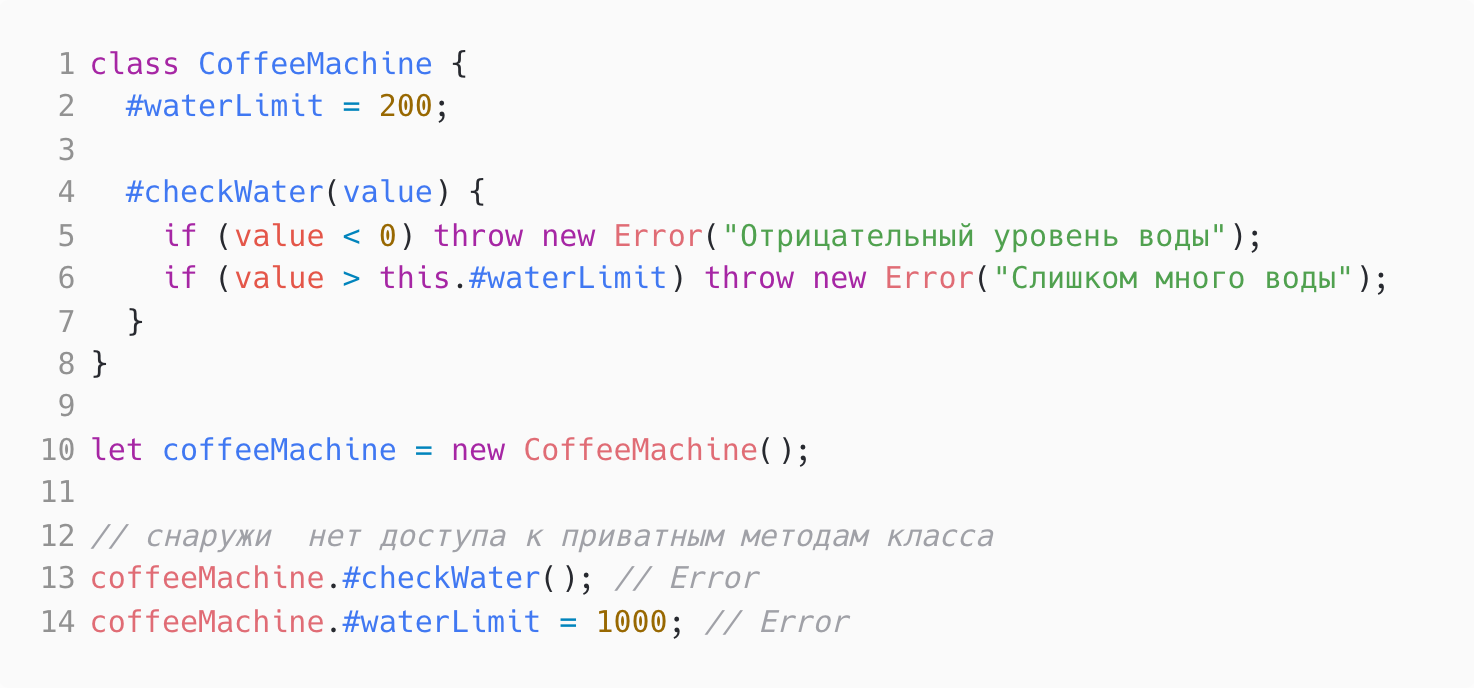 1 class CoffeeMachine {
2   #waterLimit = 200;
3
4   #checkWater(value) {
5     if (value < 0) throw new Error("Отрицательный уровень воды");
6     if (value > this.#waterLimit) throw new Error("Слишком много воды");
7   }
8 }
9
10 let coffeeMachine = new CoffeeMachine();
11
12 // снаружи  нет доступа к приватным методам класса
13 coffeeMachine.#checkWater(); // Error
14 coffeeMachine.#waterLimit = 1000; // Error